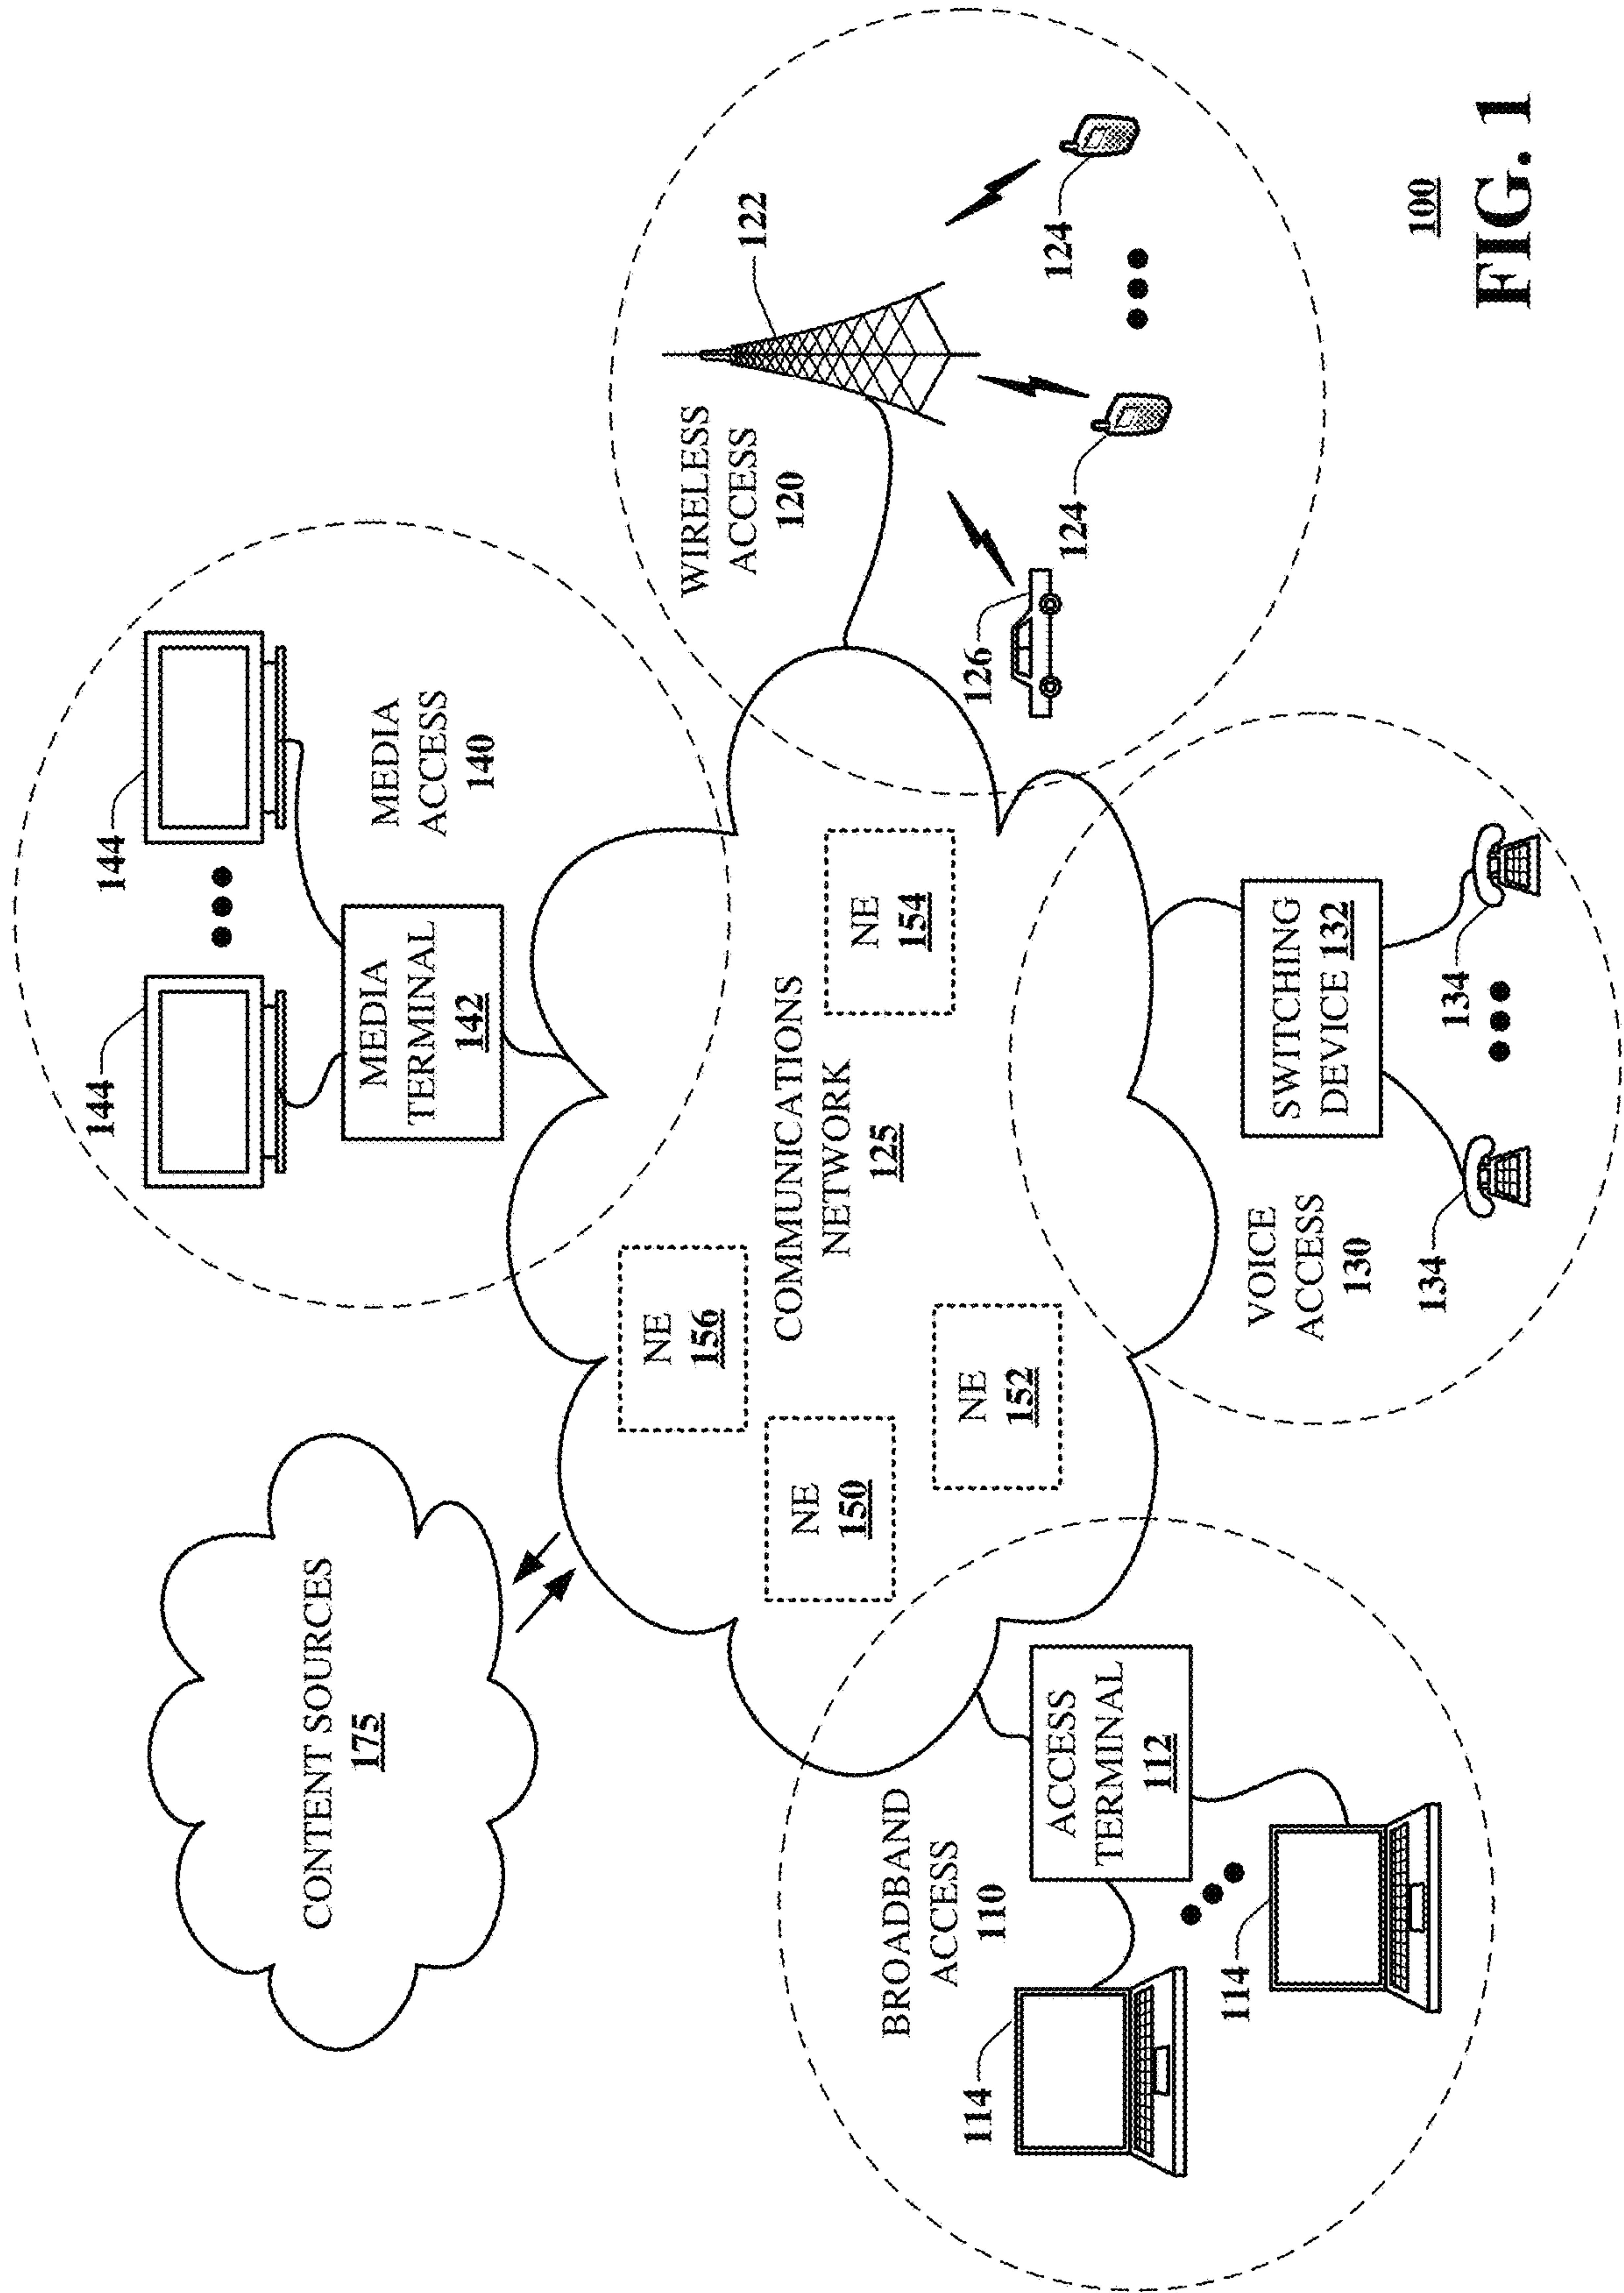 CONTENT SOURCES
175
144
144
MEDIA
TERMINAL
142
MEDIA
ACCESS
140
NE
156
NE
150
NE
152
NE
154
COMMUNICATIONS
NETWORK
125
WIRELESS
ACCESS
120
122
126
124
124
BROADBAND
ACCESS
110
ACCESS
TERMINAL
112
114
114
VOICE
ACCESS
130
SWITCHING
DEVICE 132
134
134
100
FIG. 1